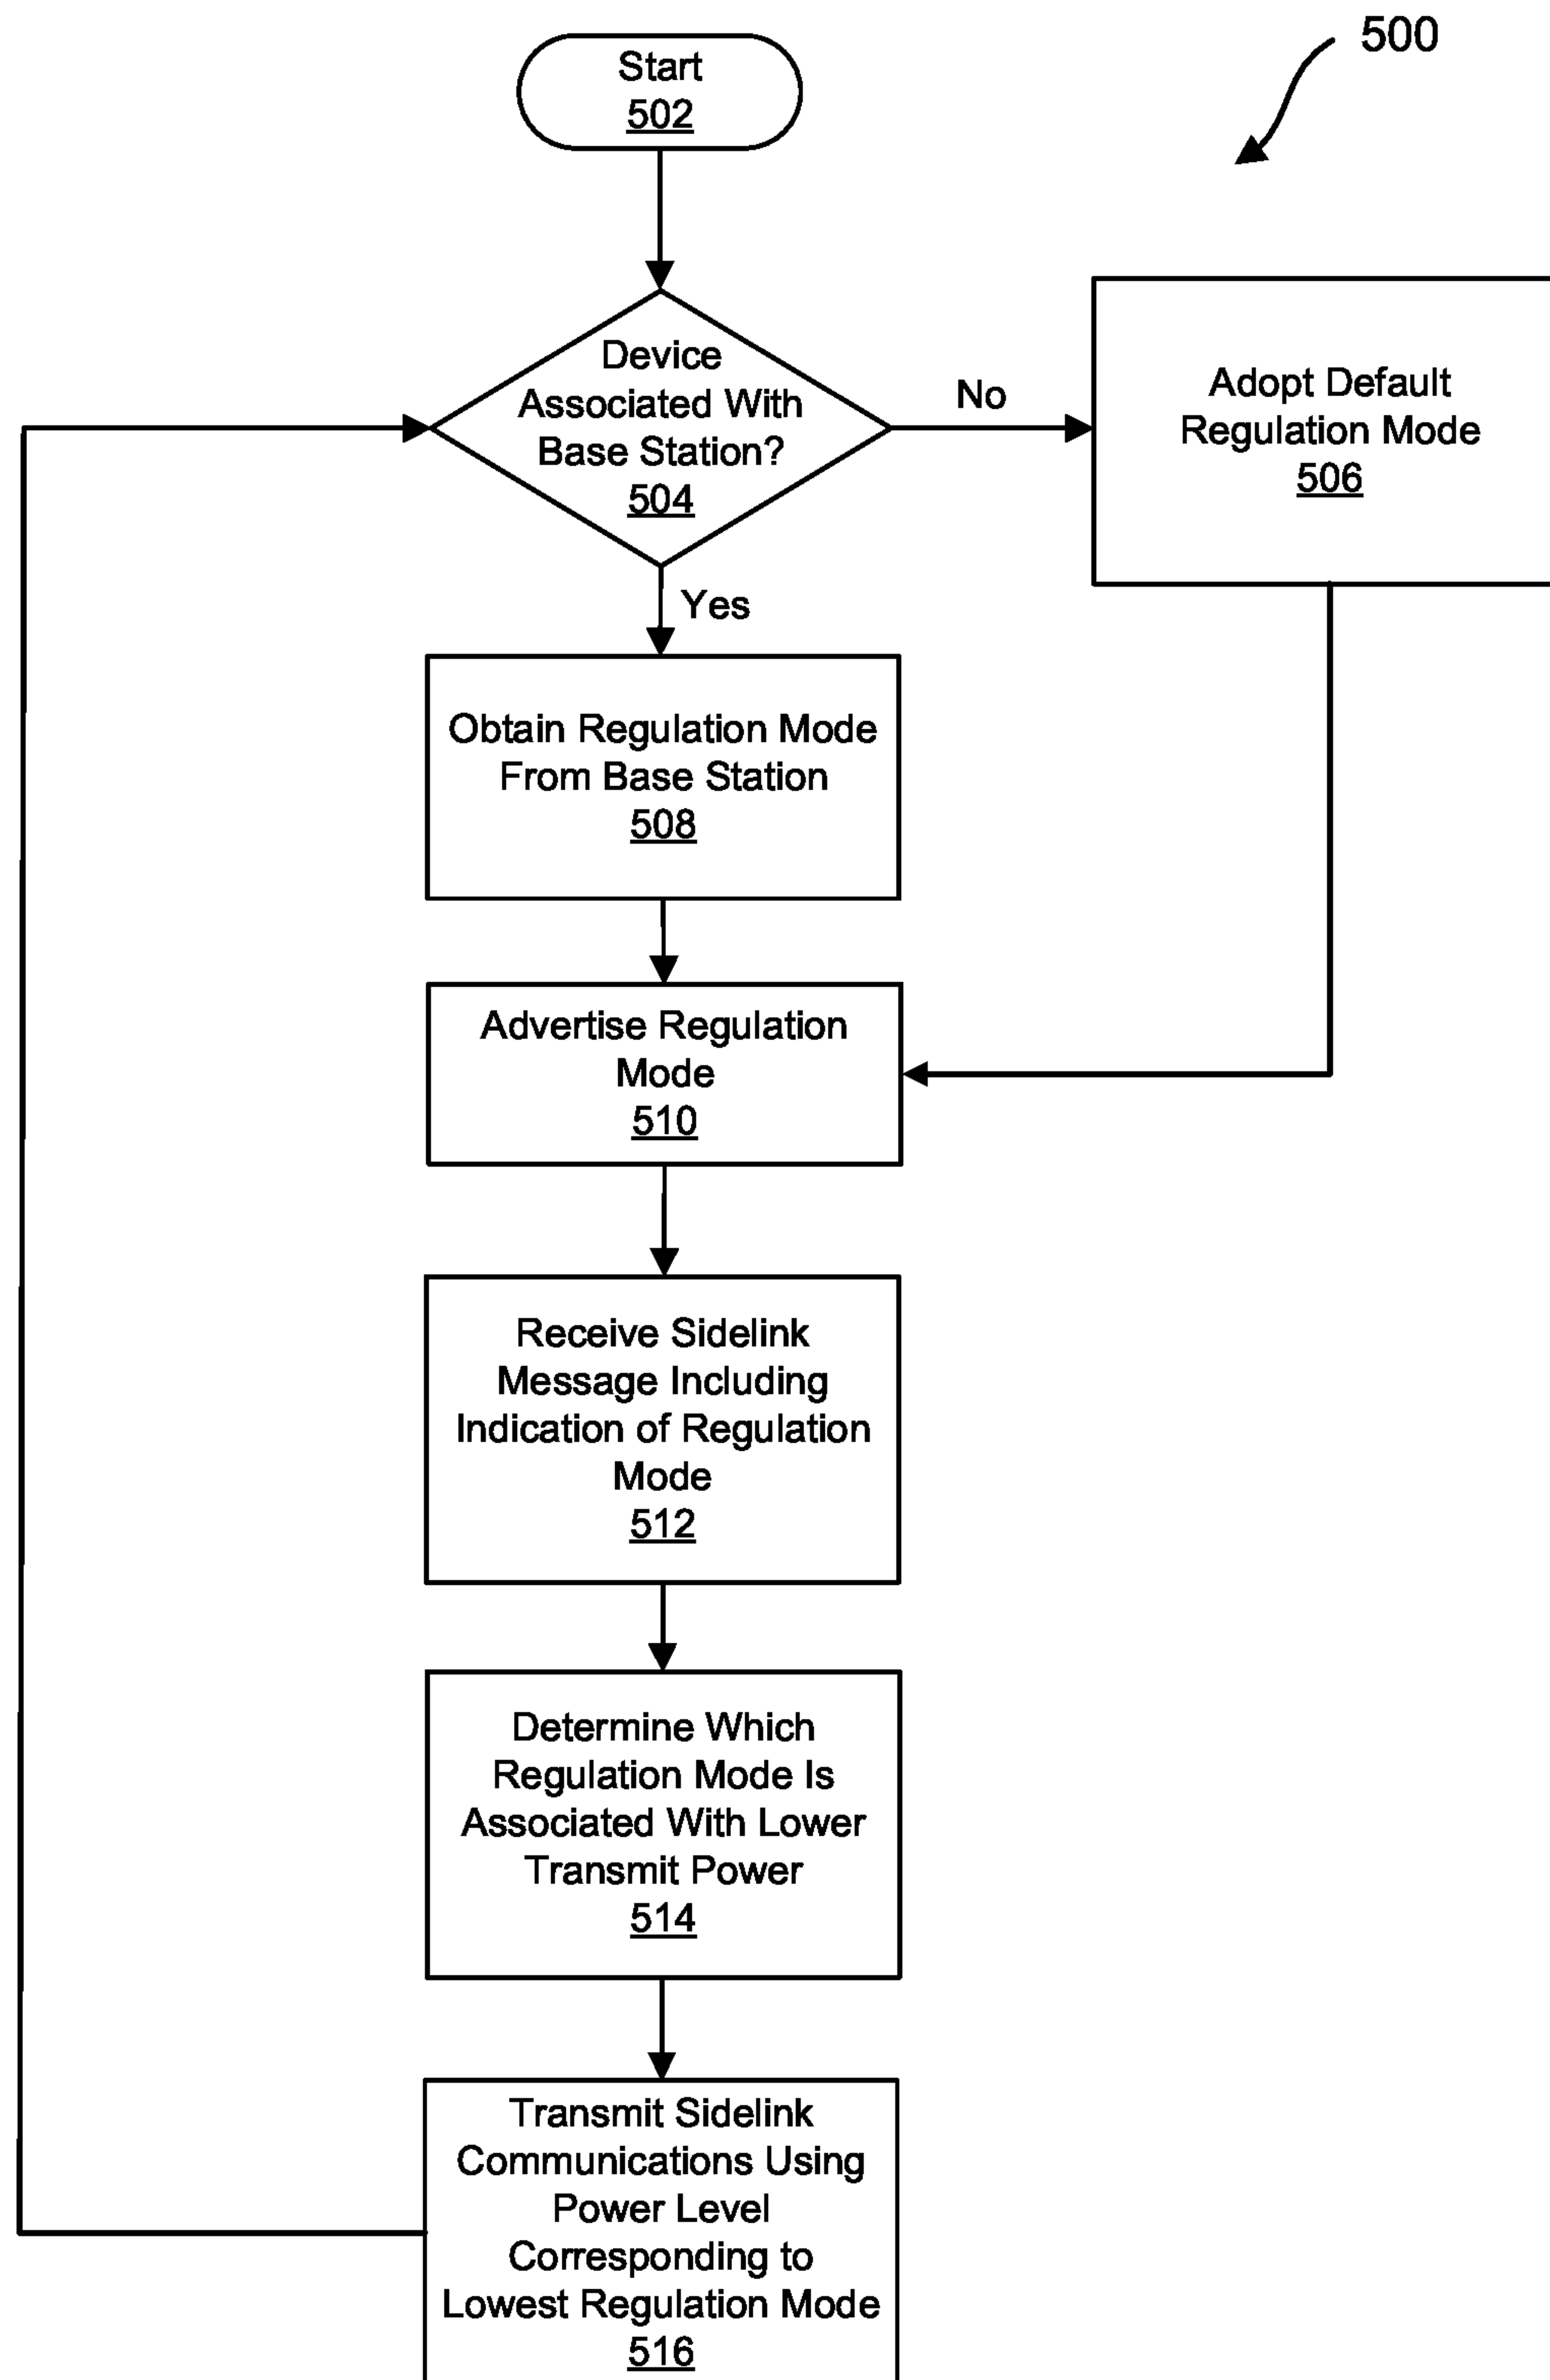 500
Start
502
Device
Associated With
Base Station?
504
No
Adopt Default
Regulation Mode
506
Yes
Obtain Regulation Mode
From Base Station
508
Advertise Regulation
Mode
510
Receive Sidelink
Message Including
Indication of Regulation
Mode
512
Determine Which
Regulation Mode Is
Associated With Lower
Transmit Power
514
Transmit Sidelink
Communications Using
Power Level
Corresponding to
Lowest Regulation Mode
516